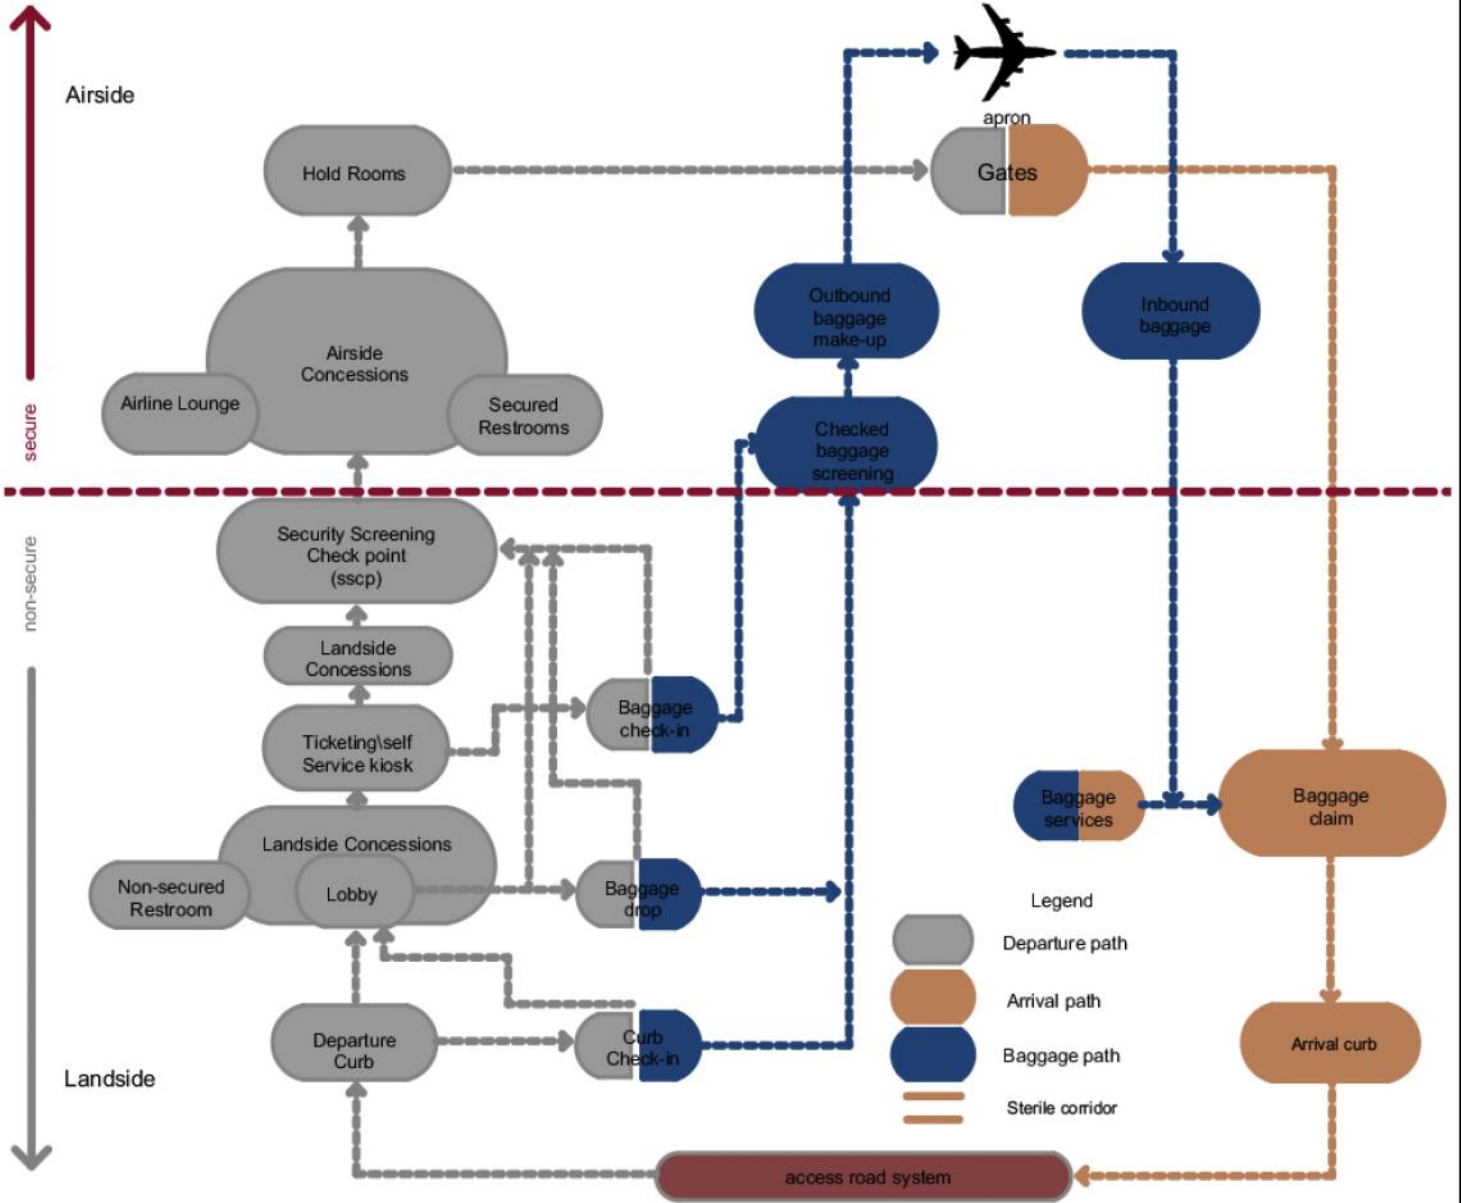 Airside
apron
Hold Rooms
Gates
Outbound
baggage
make-up
Inbound
baggage
Airside
Concessions
Airline Lounge
Secured
Restrooms
secure
Checked
baggage
screening
non-secure
Security Screening
Check point
(sscp)
Landside
Concessions
Baggage
check-in
Ticketing\self
Service kiosk
Baggage
services
Baggage
claim
Landside Concessions
Non-secured
Restroom
Lobby
Baggage
drop
Legend
Departure path
Arrival path
Baggage path
Sterile corridor
Departure
Curb
Curb
Check-in
Arrival curb
Landside
access road system